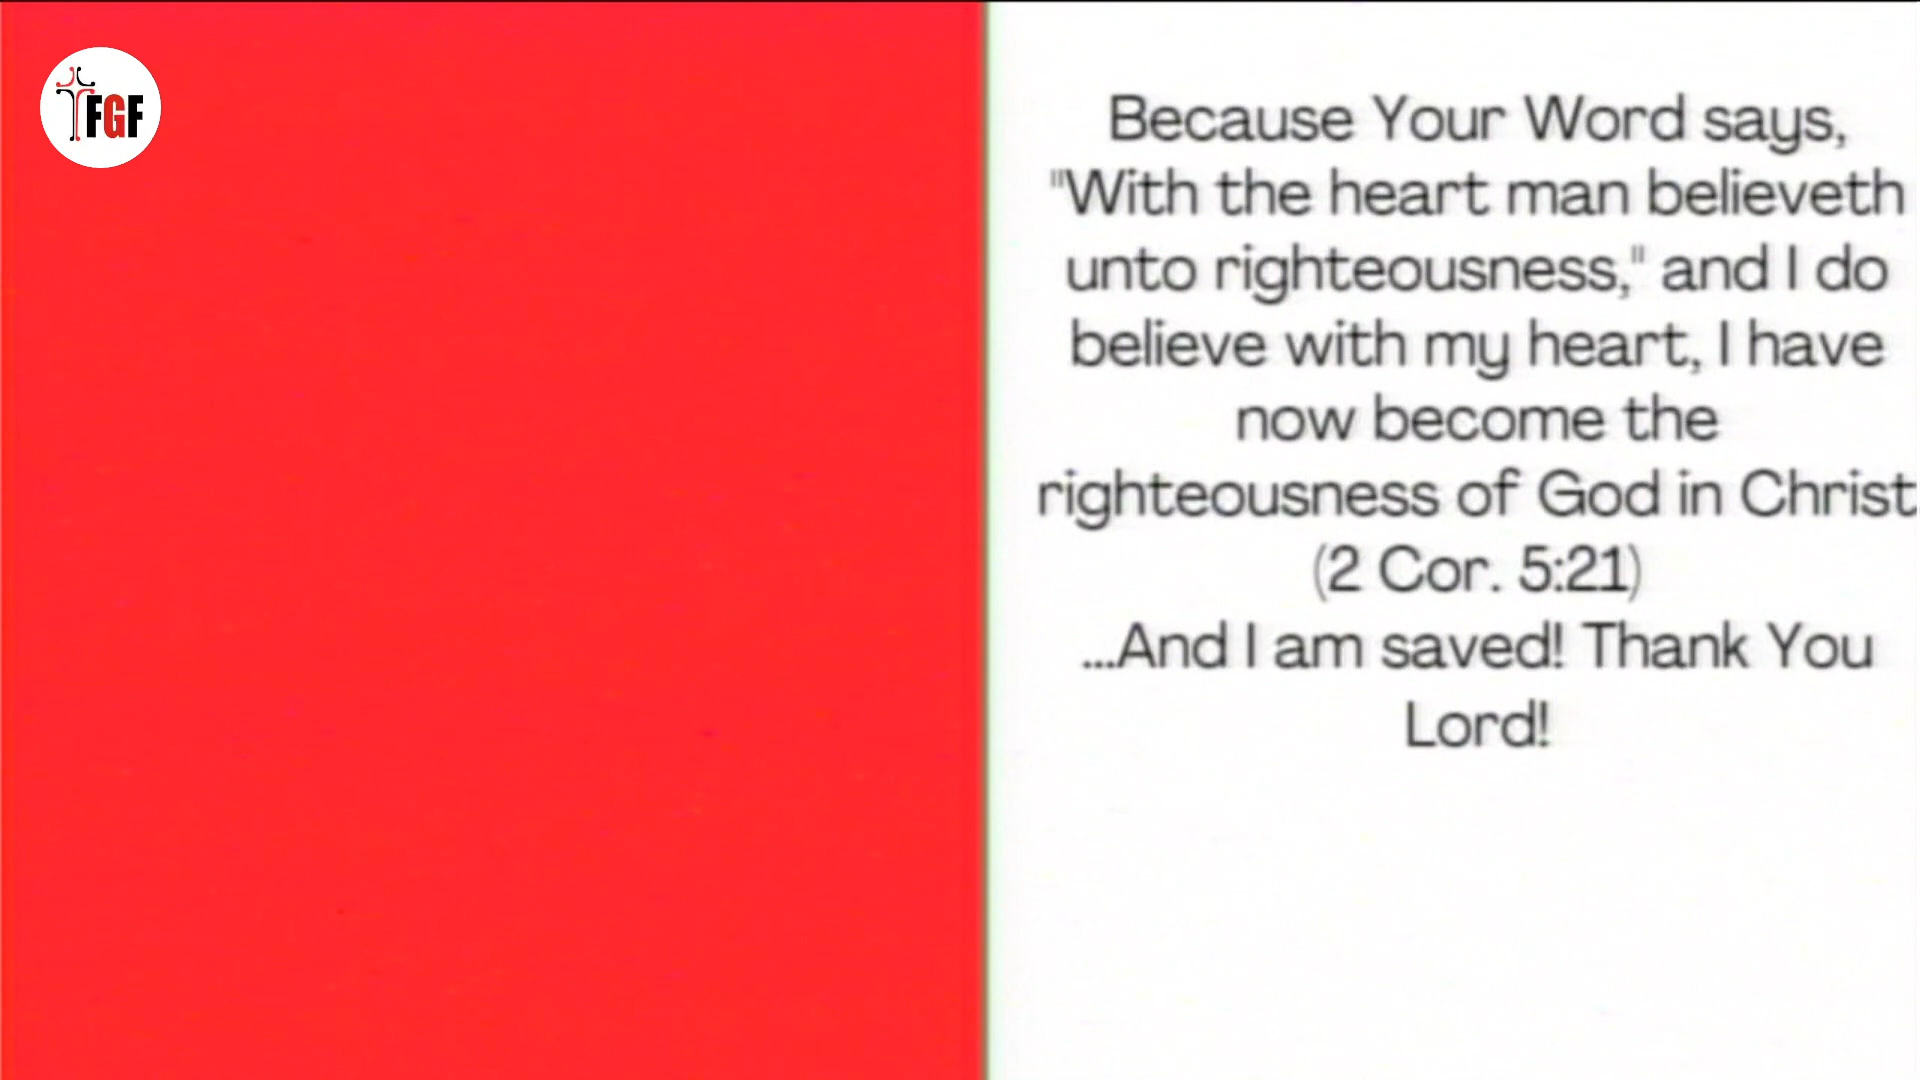 FGF
Because Your Word says,
"With the heart man believeth
unto righteousness," and I do
believe with my heart, I have
now become the
righteousness of God in Christ
(2 Cor. 5:21)
...And I am saved! Thank You
Lord!